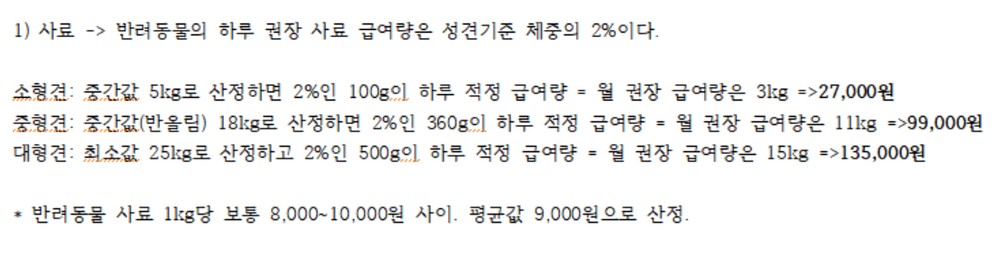 1) 사료 -> 반려동물의 하루 권장 사료 급여량은 성견기준 체중의 2%이다.
소형견: 중간값 5kg로 산정하면 2%인 100g이 하루 적정 급여량 = 월 권장 급여량은 3kg =>27,000원
중형견: 중간값(반올림) 18kg로 산정하면 2%인 360g이 하루 적정 급여량 = 월 권장 급여량은 11kg =>99,000원
대형견: 최소값 25kg로 산정하고 2%인 500g이 하루 적정 급여량 = 월 권장 급여량은 15kg =>135,000원
* 반려동물 사료 1kg당 보통 8,000~10,000원 사이. 평균값 9,000원으로 산정.